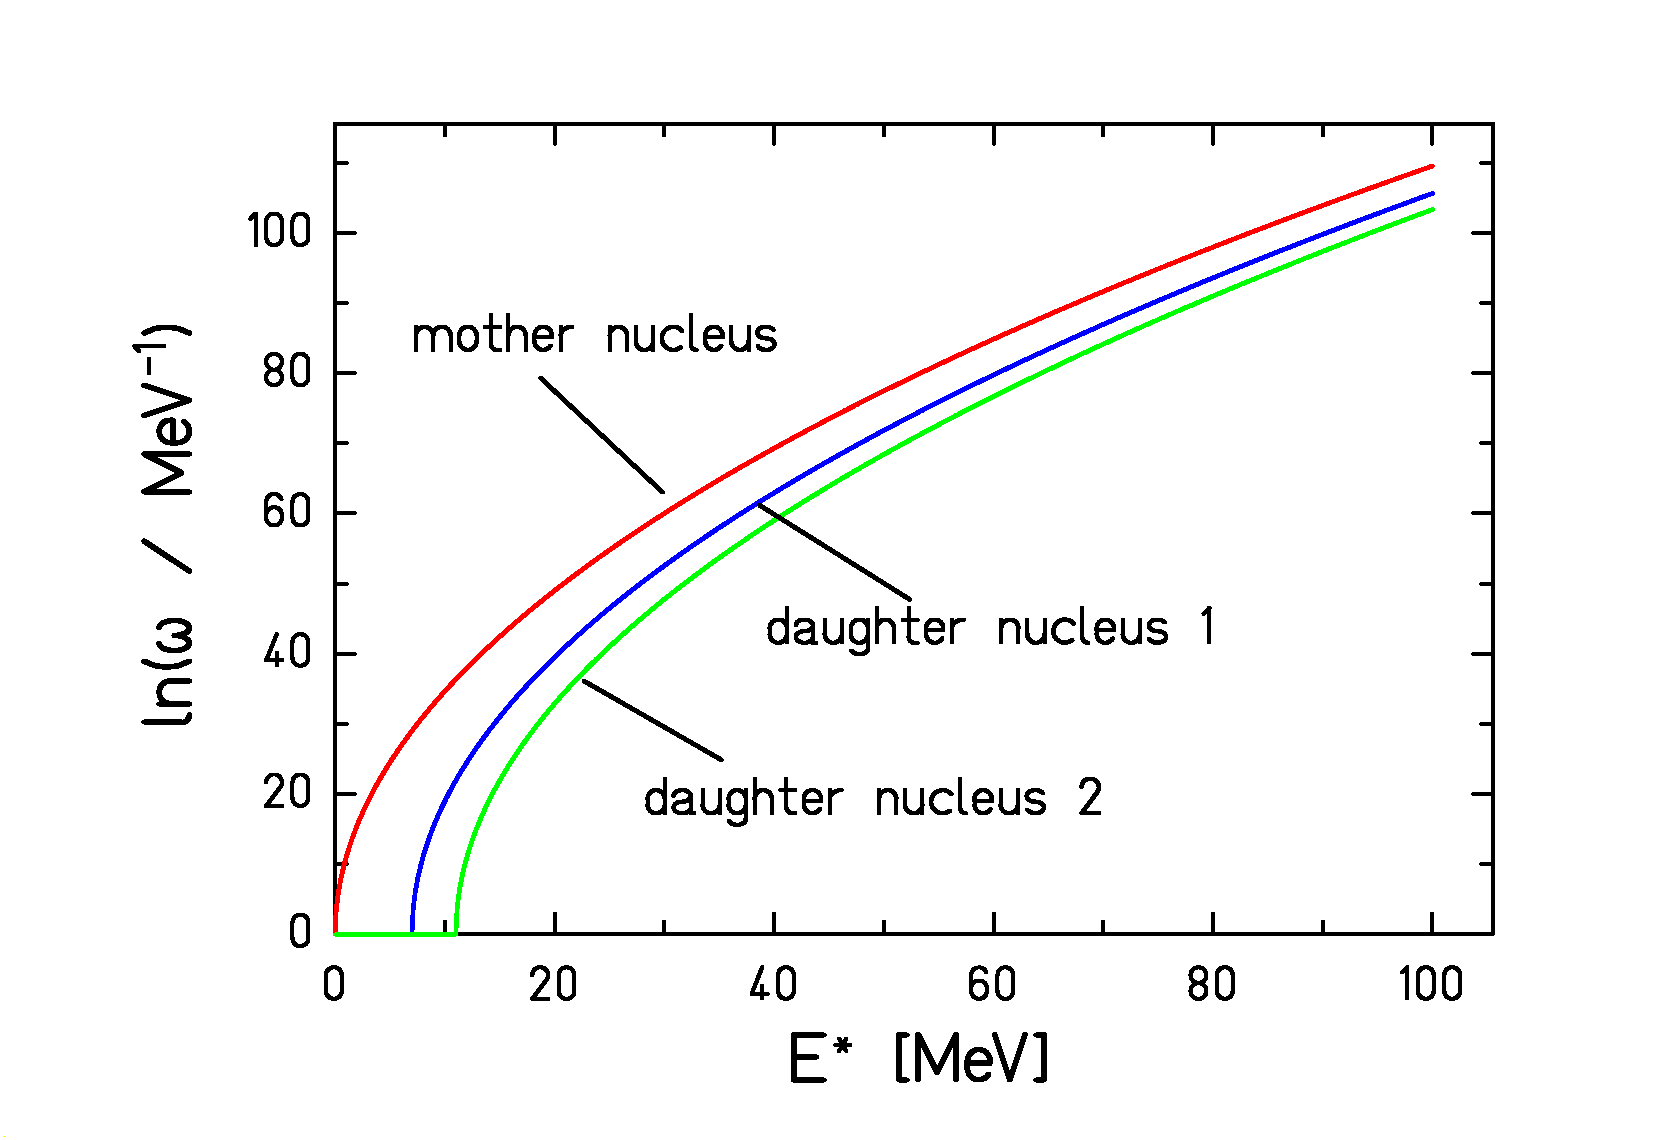 ln(ω / MeV⁻¹)
100
80
60
40
20
0
mother nucleus
daughter nucleus 1
daughter nucleus 2
0 20 40 60 80 100
E* [MeV]